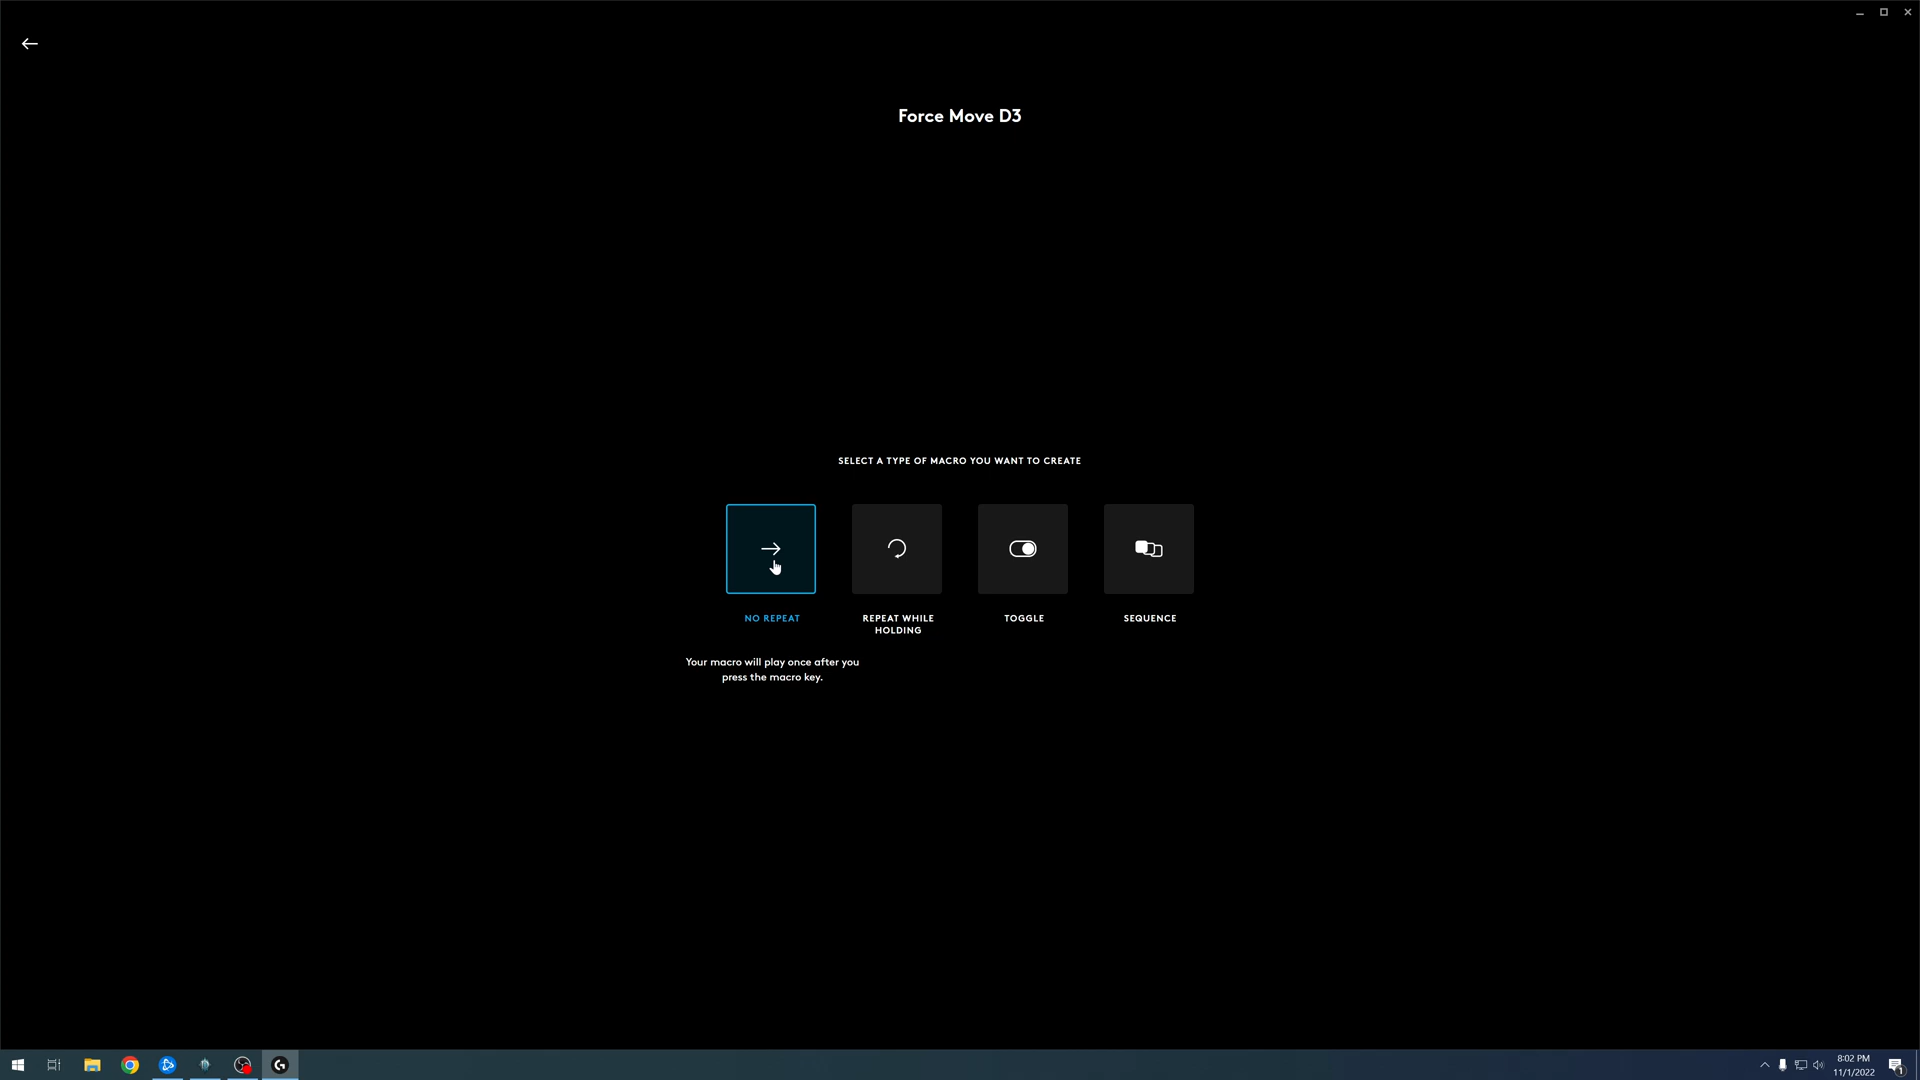 Force Move D3
SELECT A TYPE OF MACRO YOU WANT TO CREATE
NO REPEAT
REPEAT WHILE
HOLDING
TOGGLE
SEQUENCE
Your macro will play once after you
press the macro key.
8:02 PM
11/1/2022
1